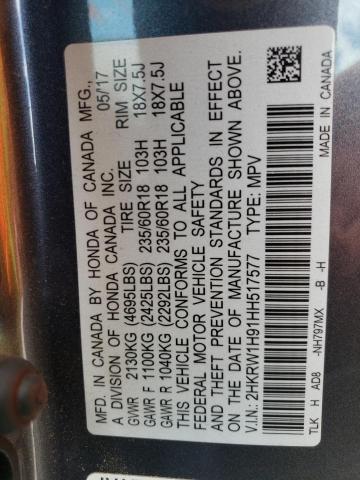 MFD. IN CANADA BY HONDA OF CANADA MFG.,
A DIVISION OF HONDA CANADA INC. 05/17
TIRE SIZE RIM SIZE
GVWR 2130KG (4695LBS)
GAWR F 1100KG (2425LBS) 235/60R18 103H 18X7.5J
GAWR R 1040KG (2292LBS) 235/60R18 103H 18X7.5J
THIS VEHICLE CONFORMS TO ALL APPLICABLE
FEDERAL MOTOR VEHICLE SAFETY
AND THEFT PREVENTION STANDARDS IN EFFECT
ON THE DATE OF MANUFACTURE SHOWN ABOVE.
V.I.N: 2HKRW1H91HH517577 TYPE: MPV
TLK H AD8 -NH797MX -B -H
MADE IN CANADA